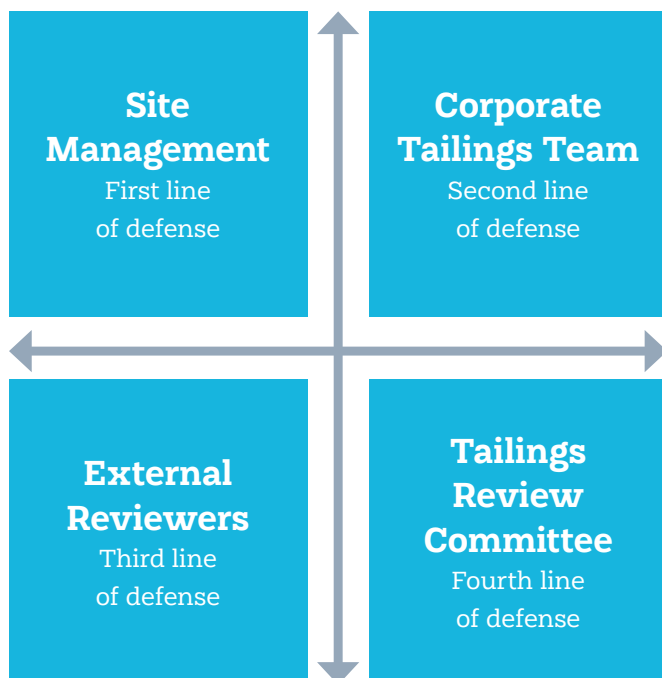 Site
Management
First line
of defense
Corporate
Tailings Team
Second line
of defense
External
Reviewers
Third line
of defense
Tailings
Review
Committee
Fourth line
of defense